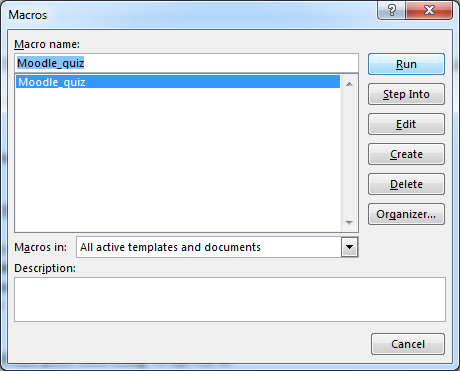 Macros
Macro name:
Moodle_quiz
Moodle_quiz
Run
Step Into
Edit
Create
Delete
Organizer...
Macros in:
All active templates and documents
Description:
Cancel